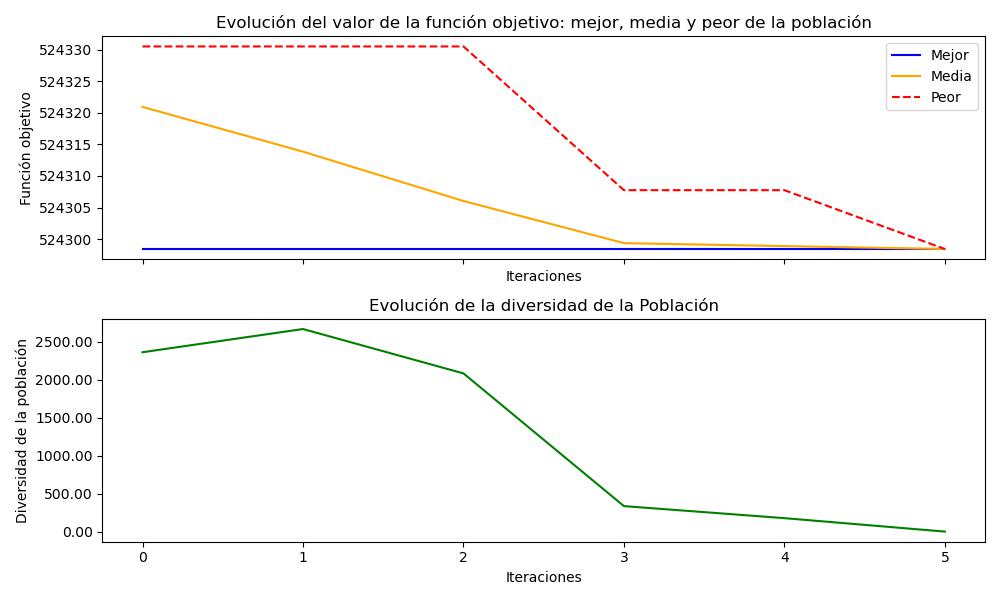 Evolución del valor de la función objetivo: mejor, media y peor de la población
524330
524325
524320
524315
524310
524305
524300
Función objetivo
Mejor
Media
Peor
Iteraciones
Evolución de la diversidad de la Población
2500.00
2000.00
1500.00
1000.00
500.00
0.00
Diversidad de la población
0 1 2 3 4 5
Iteraciones